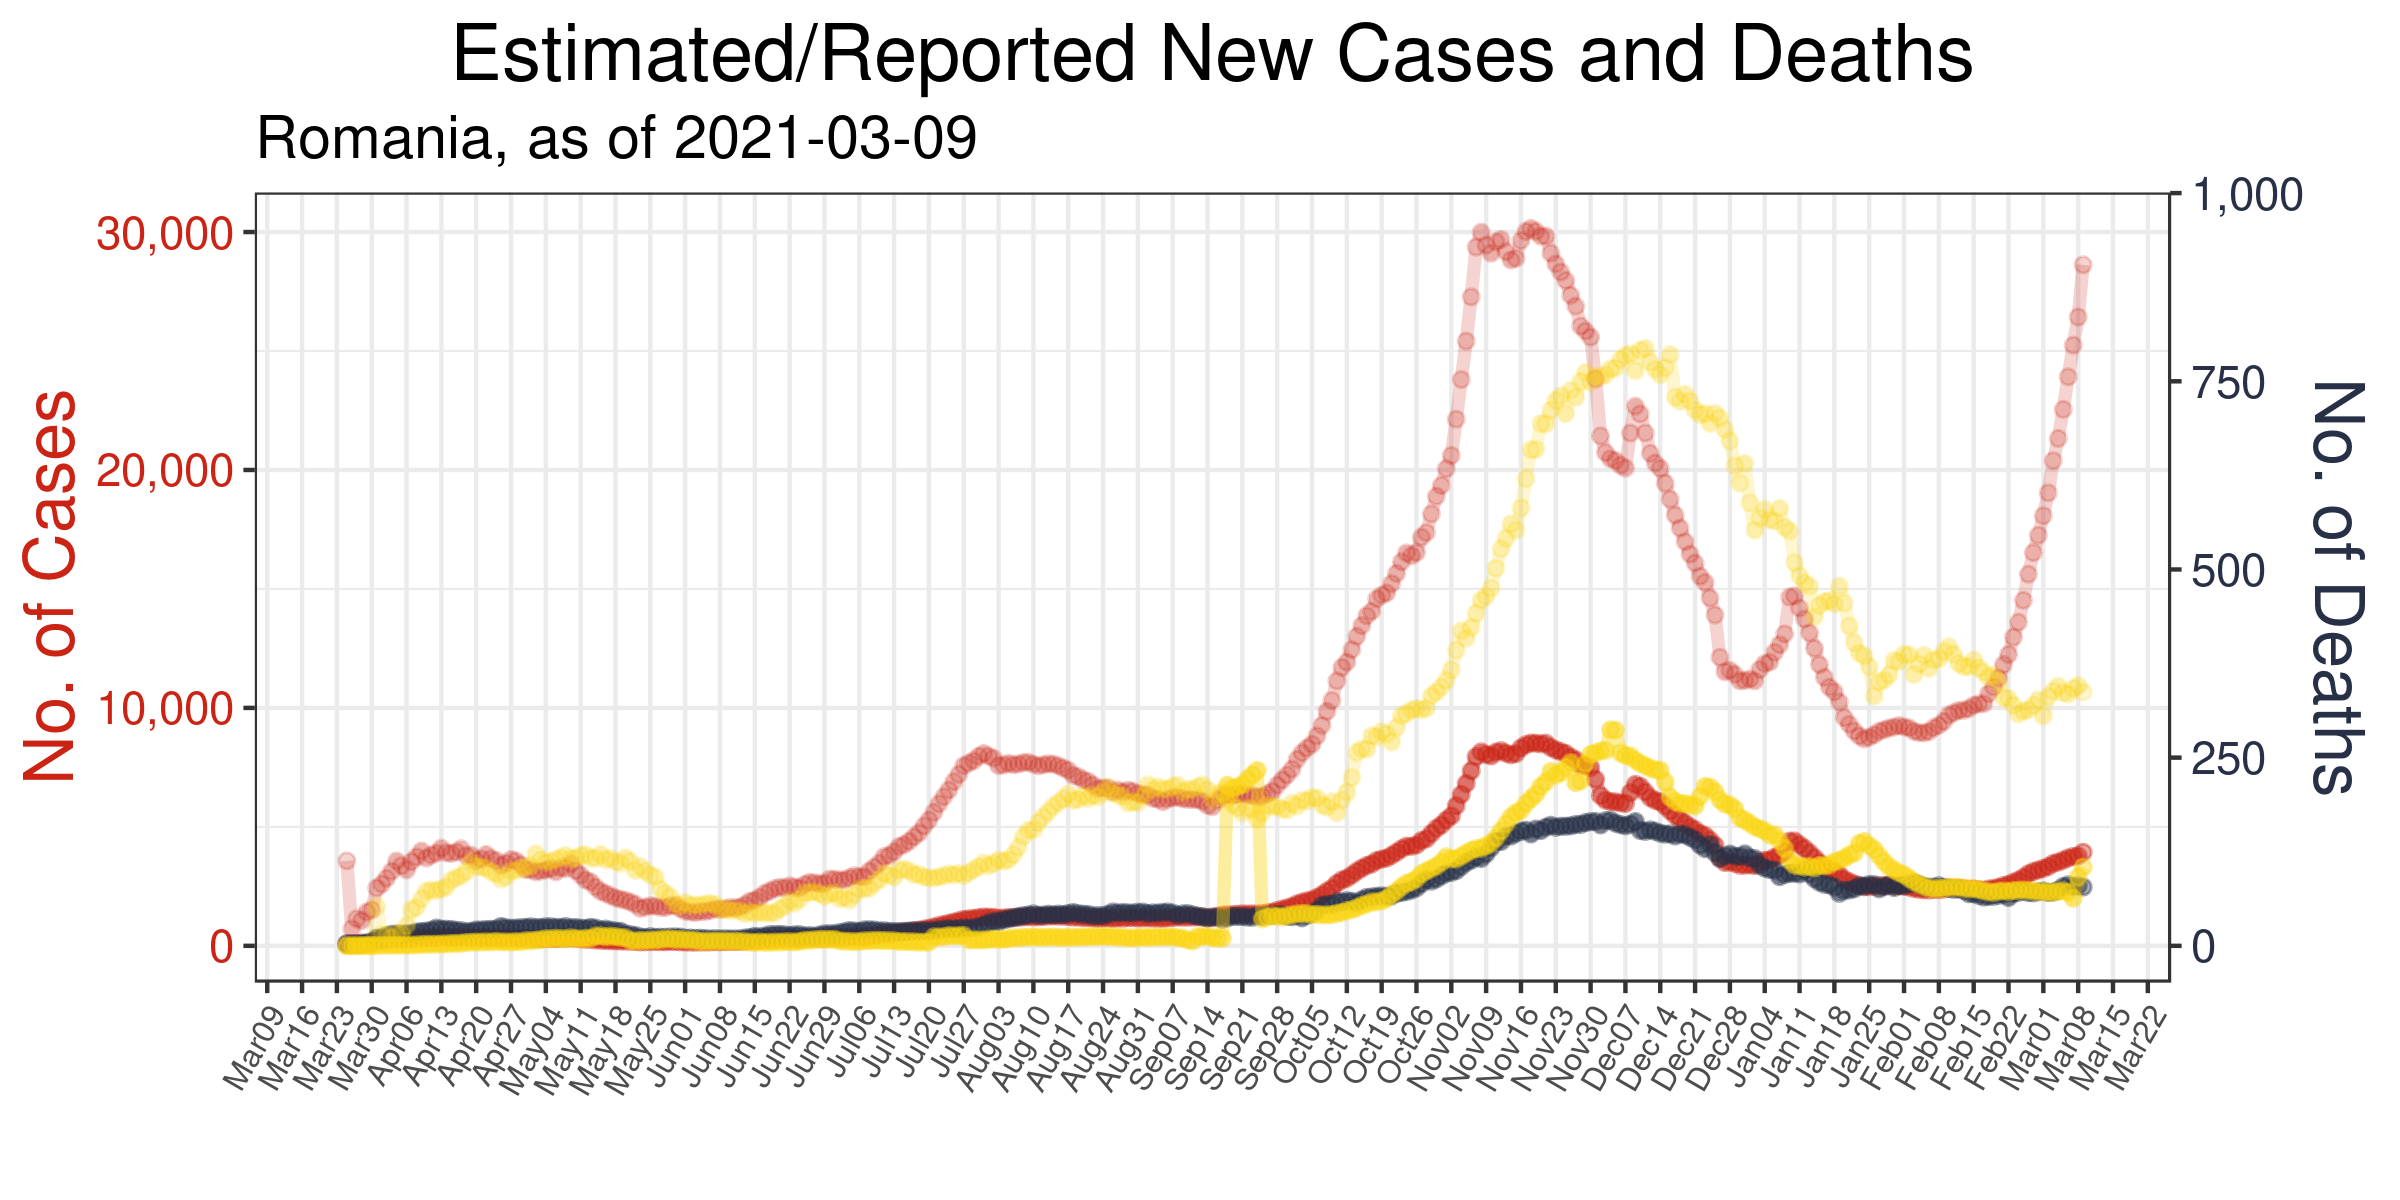 Estimated/Reported New Cases and Deaths
Romania, as of 2021-03-09
No. of Cases
30,000
20,000
10,000
0
1,000
750
500
250
0
No. of Deaths
Mar09
Mar16
Mar23
Mar30
Apr06
Apr13
Apr20
Apr27
May04
May11
May18
May25
Jun01
Jun08
Jun15
Jun22
Jun29
Jul06
Jul13
Jul20
Jul27
Aug03
Aug10
Aug17
Aug24
Aug31
Sep07
Sep14
Sep21
Sep28
Oct05
Oct12
Oct19
Oct26
Nov02
Nov09
Nov16
Nov23
Nov30
Dec07
Dec14
Dec21
Dec28
Jan04
Jan11
Jan18
Jan25
Feb01
Feb08
Feb15
Feb22
Mar01
Mar08
Mar15
Mar22